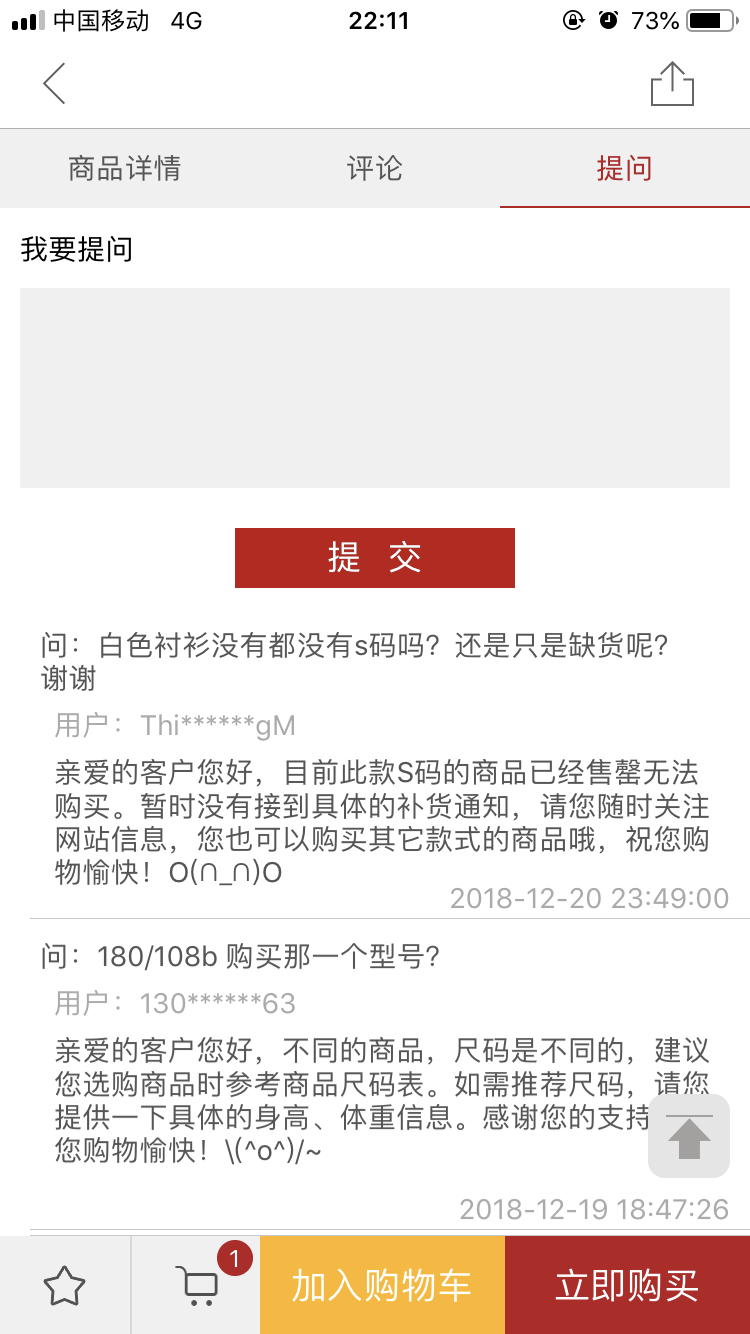 中国移动 4G 22:11 73%
商品详情 评论 提问
我要提问
提 交
问：白色衬衫没有都没有s码吗？还是只是缺货呢？
谢谢
用户： Thi******gM
亲爱的客户您好，目前此款S码的商品已经售罄无法
购买。暂时没有接到具体的补货通知，请您随时关注
网站信息，您也可以购买其它款式的商品哦，祝您购
物愉快！O(∩_∩)O
2018-12-20 23:49:00
问：180/108b 购买那一个型号?
用户： 130******63
亲爱的客户您好，不同的商品，尺码是不同的，建议
您选购商品时参考商品尺码表。如需推荐尺码，请您
提供一下具体的身高、体重信息。感谢您的支持
您购物愉快！\(^o^)/~
2018-12-19 18:47:26
1
加入购物车 立即购买